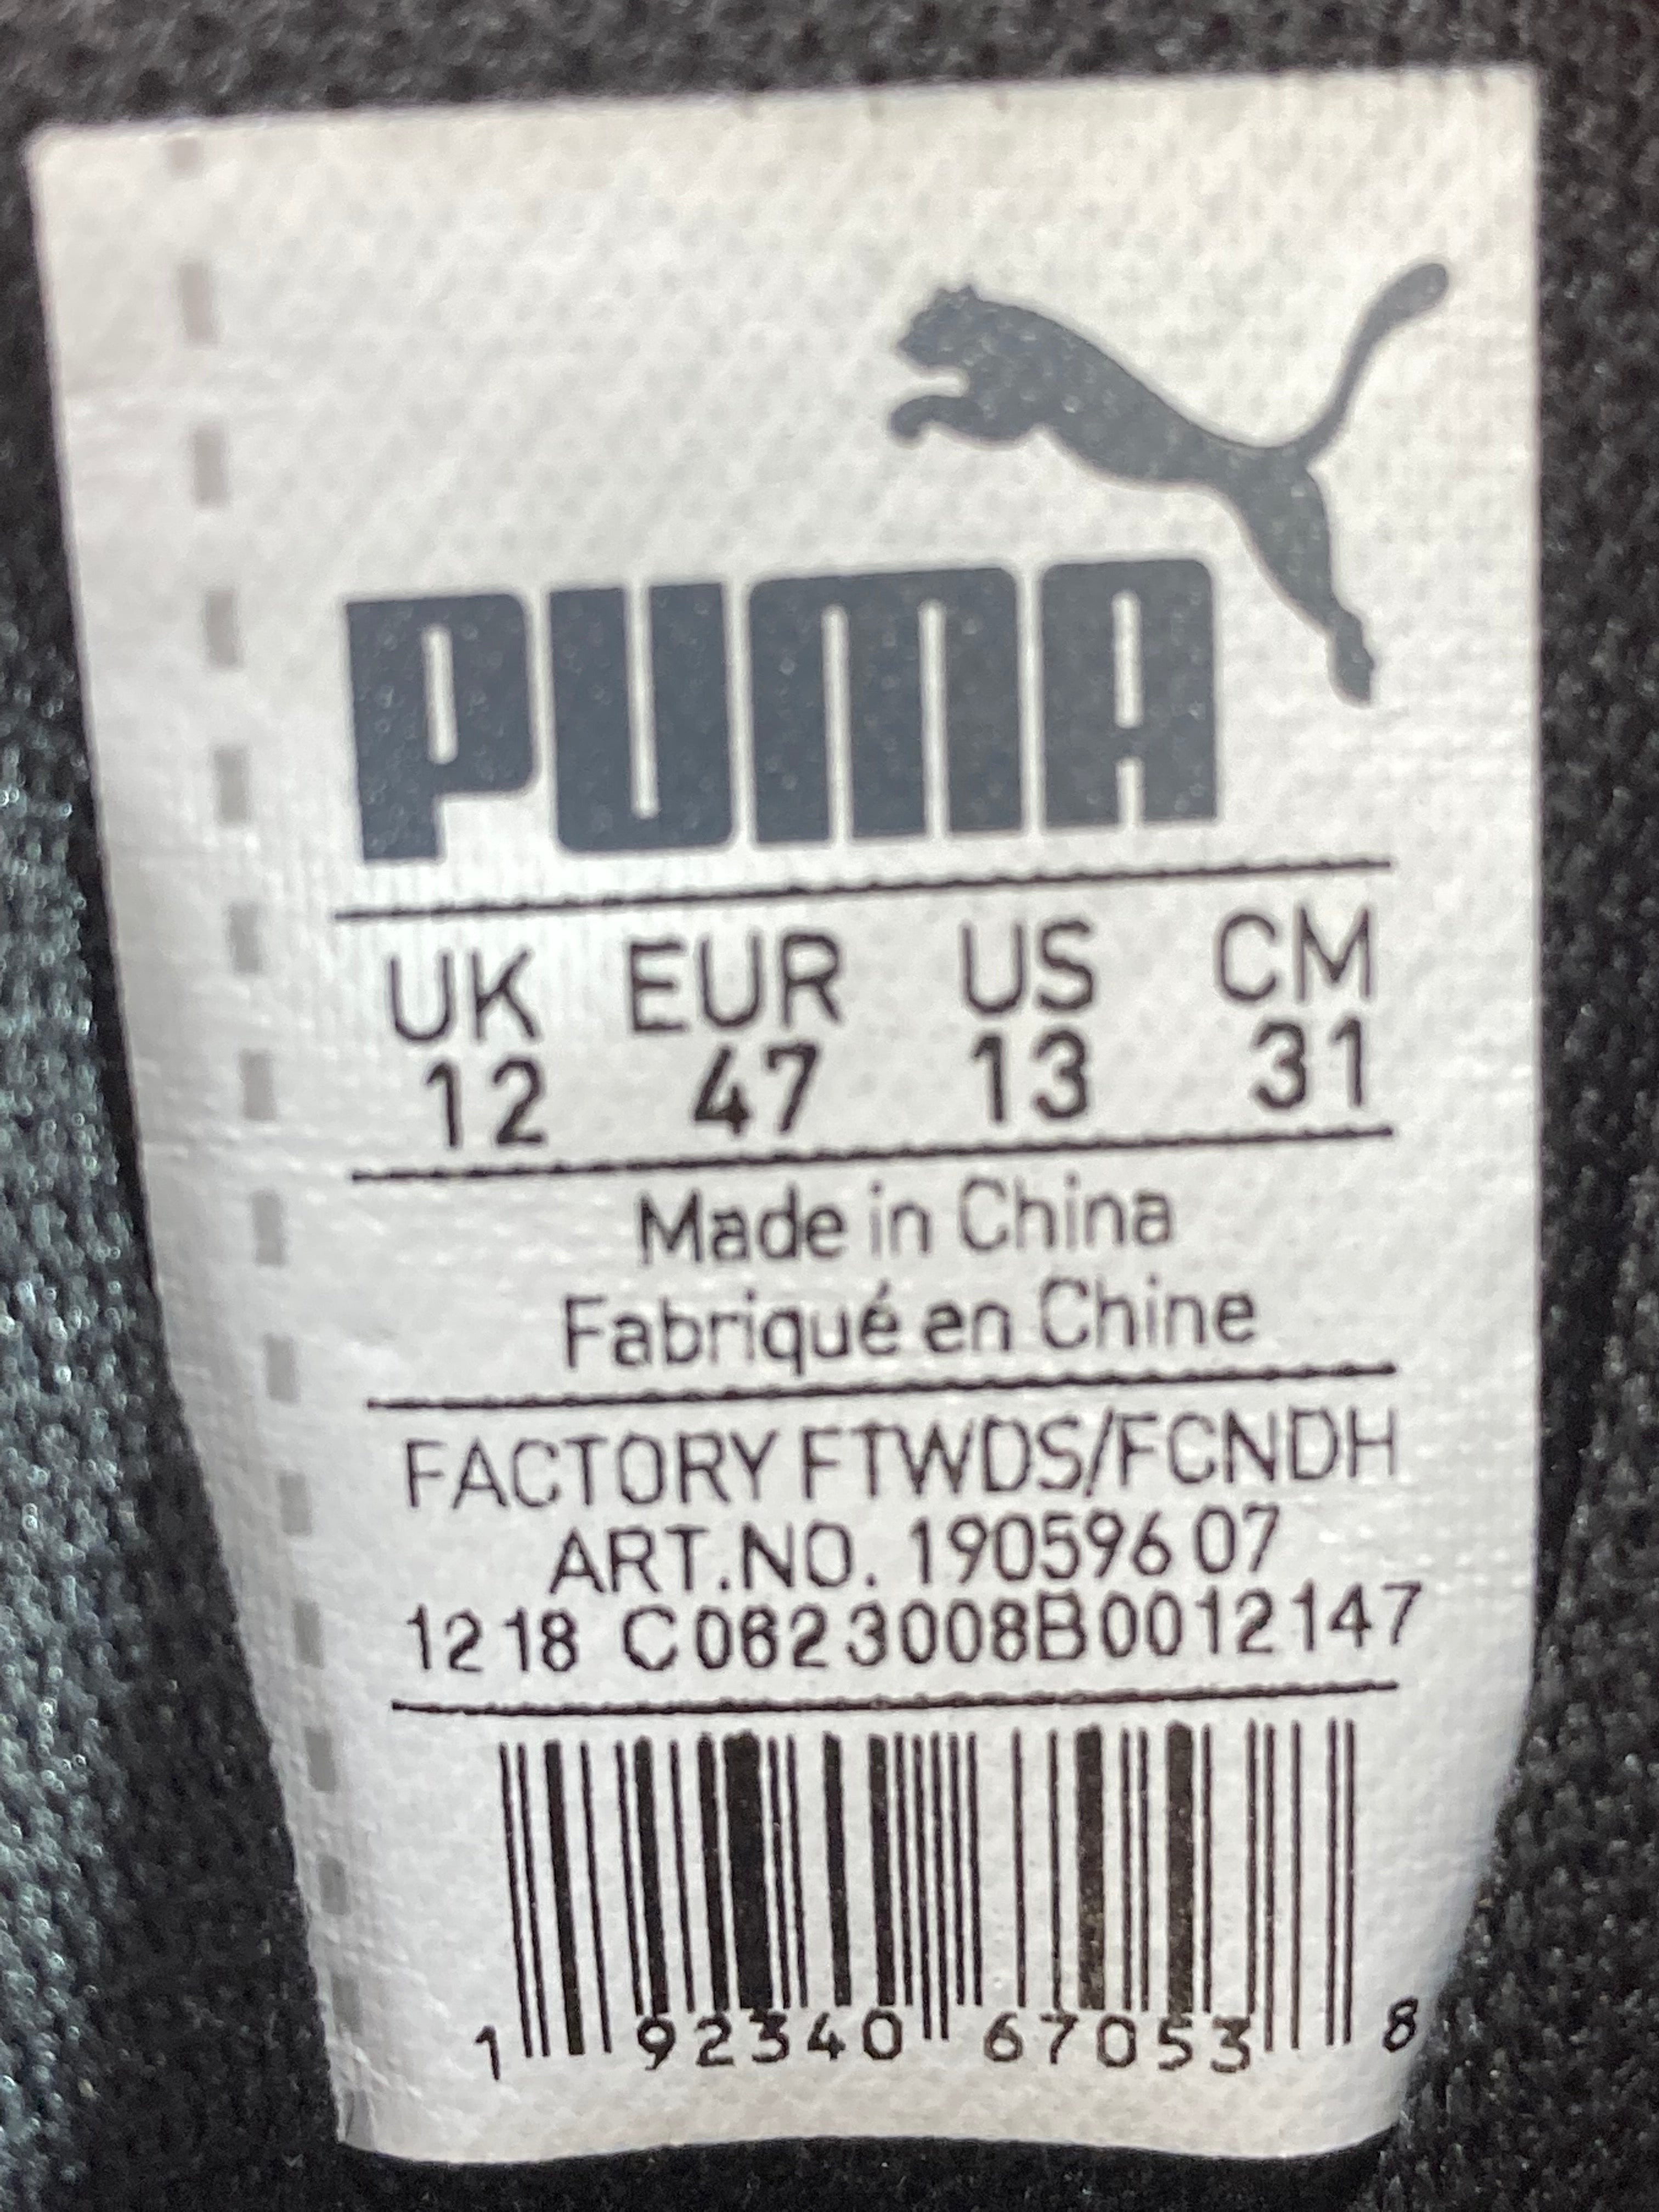 PUMA
UK EUR US CM
12 47 13 31
Made in China
Fabriqué en Chine
FACTORY FTWDS/FCNDH
ART.NO. 190596 07
1218 C0623008B0012147
1 92340 67053 8